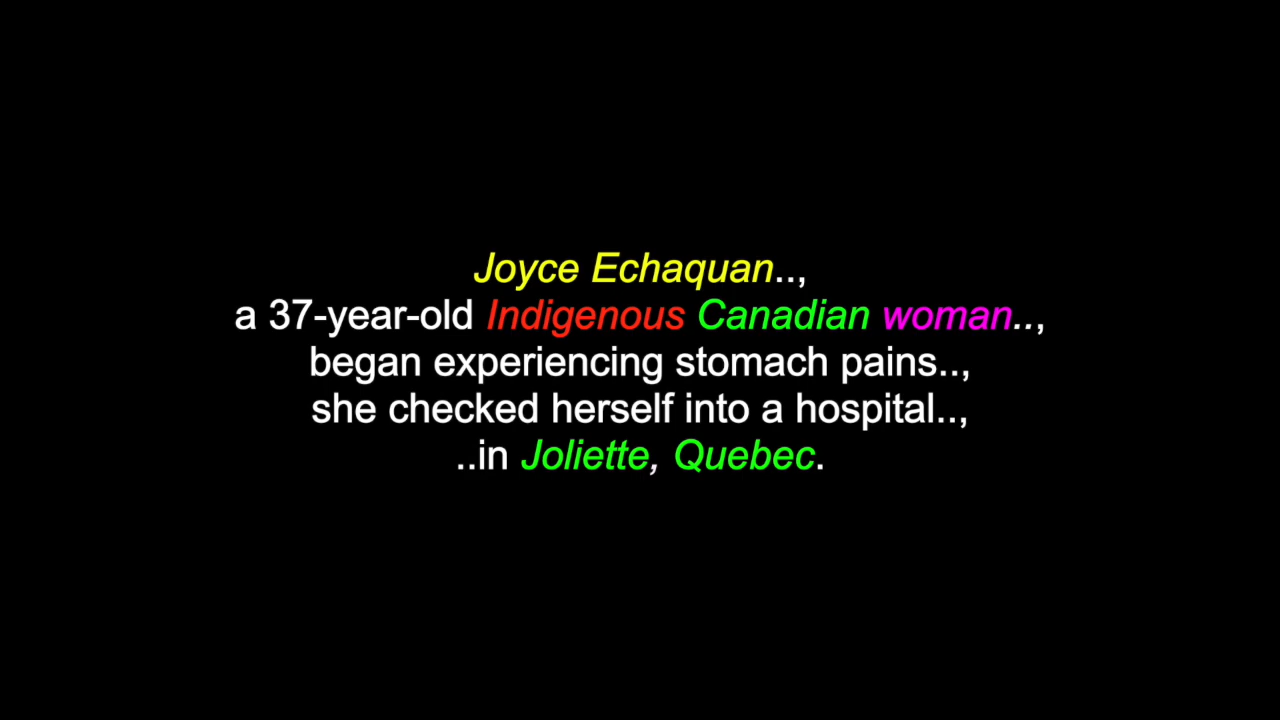 Joyce Echaquan..,
a 37-year-old Indigenous Canadian woman..,
began experiencing stomach pains..,
she checked herself into a hospital..,
..in Joliette, Quebec.